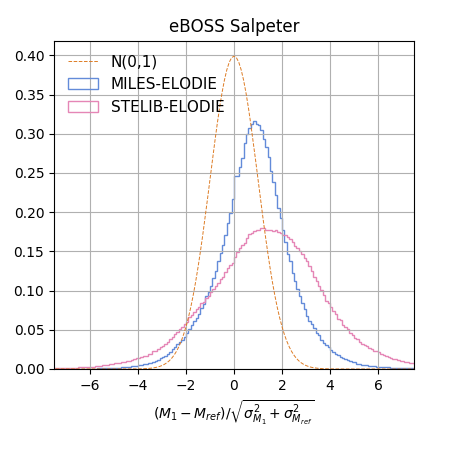 eBOSS Salpeter
N(0,1)
MILES-ELODIE
STELIB-ELODIE
0.40
0.35
0.30
0.25
0.20
0.15
0.10
0.05
0.00
−6 −4 −2 0 2 4 6
$(M_1 − M_{ref})/\sqrt{σ^2_{M_1} + σ^2_{M_{ref}}}$